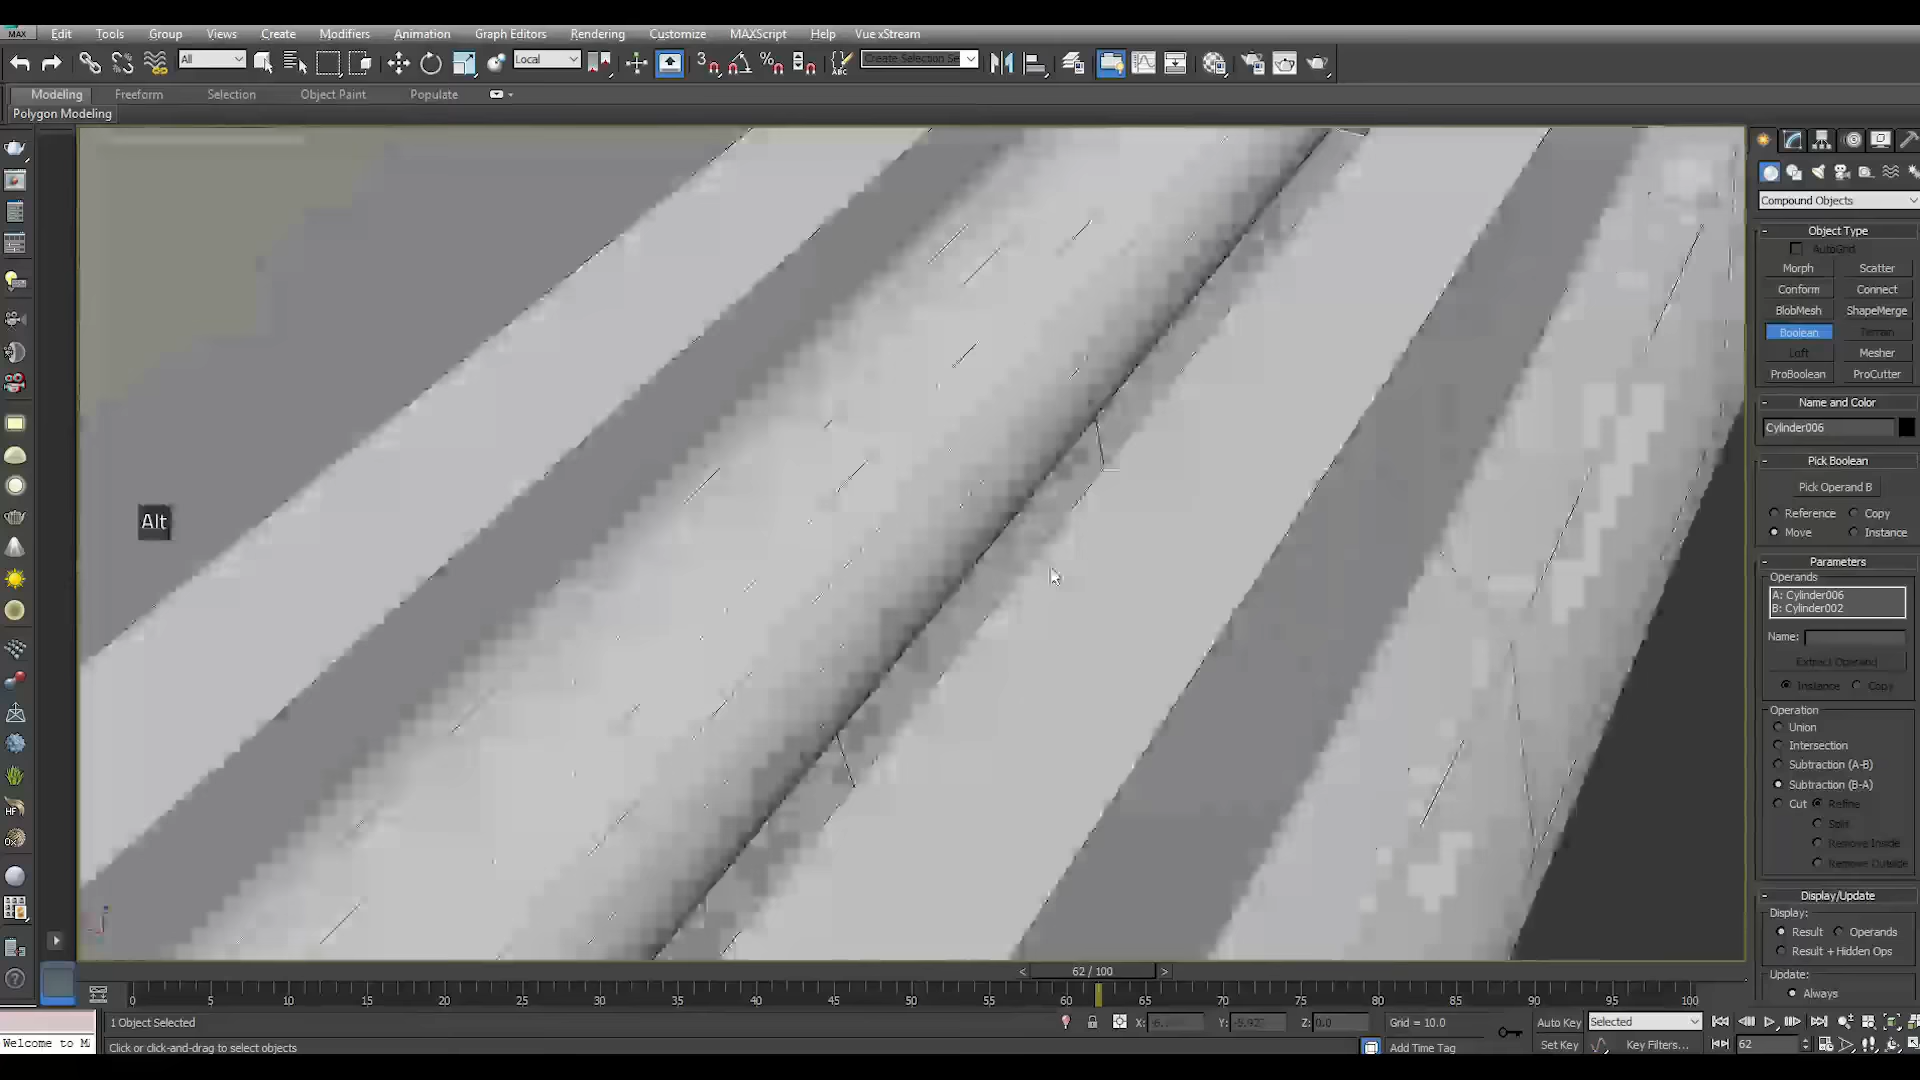 MAX
Edit Tools Group Create Modifiers Animation Graph Editors Rendering Customize MAXScript Help Vue xStream
All Local Create Selection Se
Modeling Freeform Selection Object Paint Populate
Polygon Modeling
Alt
Compound Objects
Object Type
AutoGrid
Morph Scatter
Conform Connect
BlobMesh ShapeMerge
Boolean Terrain
Loft Mesher
ProBoolean ProCutter
Name and Color
Cylinder006
Pick Boolean
Pick Operand B
Reference Copy
Move Instance
Parameters
Operands
A: Cylinder006
B: Cylinder002
Name:
Extract Operand
Instance Copy
Operation
Union
Intersection
Subtraction (A-B)
Subtraction (B-A)
Cut Refine
Split
Remove Inside
Remove Outside
Display/Update
Display:
Result Operands
Result + Hidden Ops
Update:
Always
< 62 / 100 >
0 5 10 15 20 25 30 35 40 45 50 55 60 65 70 75 80 85 90 95 100
1 Object Selected X: Y: Z: 0.0 Grid = 10.0 Auto Key Selected
Welcome to M Click or click-and-drag to select objects Add Time Tag Set Key Key Filters... 62